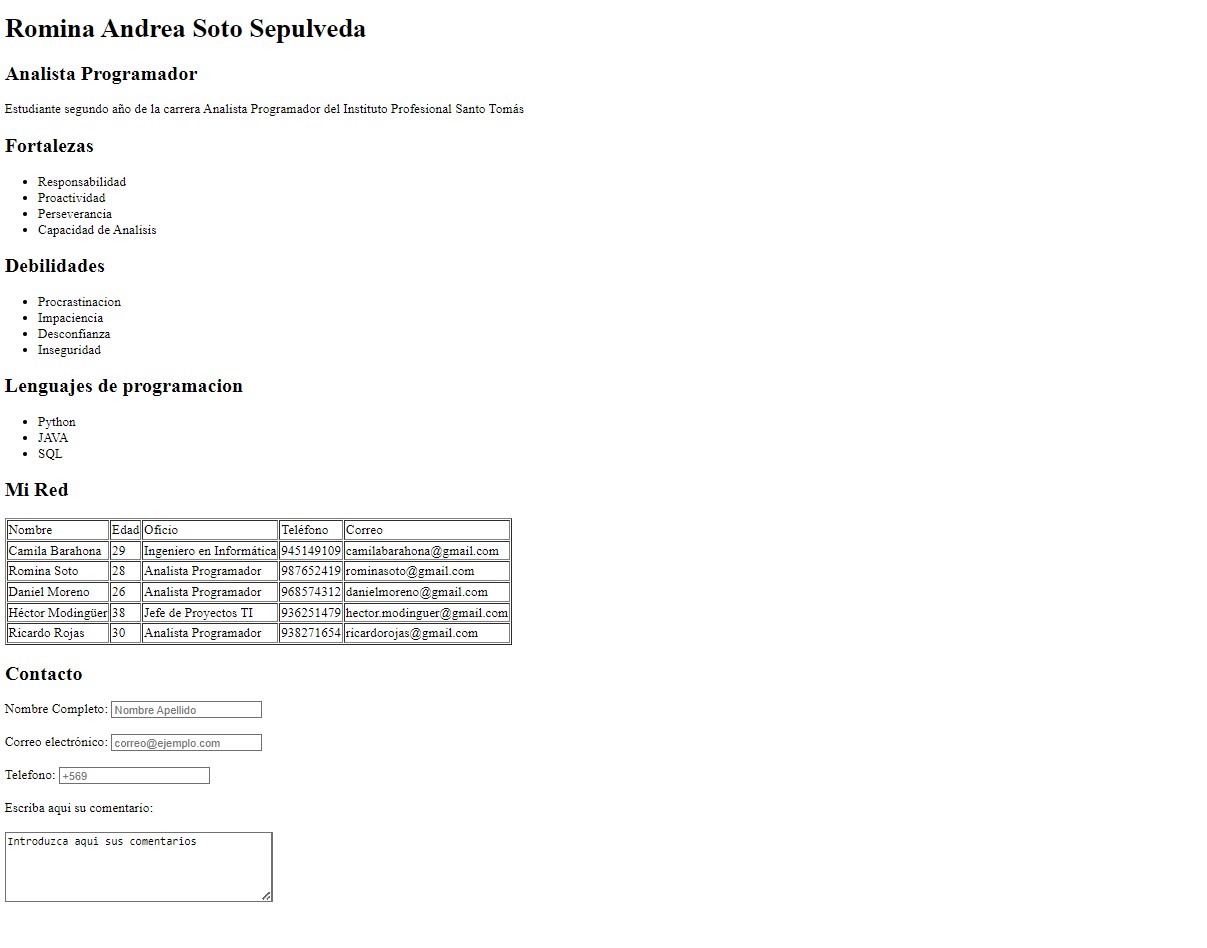 Romina Andrea Soto Sepulveda
Analista Programador
Estudiante segundo año de la carrera Analista Programador del Instituto Profesional Santo Tomás
Fortalezas
Responsabilidad
Proactividad
Perseverancia
Capacidad de Analisis
Debilidades
Procrastinacion
Impaciencia
Desconfianza
Inseguridad
Lenguajes de programacion
Python
JAVA
SQL
Mi Red
Nombre Edad Oficio Teléfono Correo
Camila Barahona 29 Ingeniero en Informática 945149109 camilabarahona@gmail.com
Romina Soto 28 Analista Programador 987652419 rominasoto@gmail.com
Daniel Moreno 26 Analista Programador 968574312 danielmoreno@gmail.com
Héctor Modingüer 38 Jefe de Proyectos TI 936251479 hector.modinguer@gmail.com
Ricardo Rojas 30 Analista Programador 938271654 ricardorojas@gmail.com
Contacto
Nombre Completo: Nombre Apellido
Correo electrónico: correo@ejemplo.com
Telefono: +569
Escriba aqui su comentario:
Introduzca aqui sus comentarios